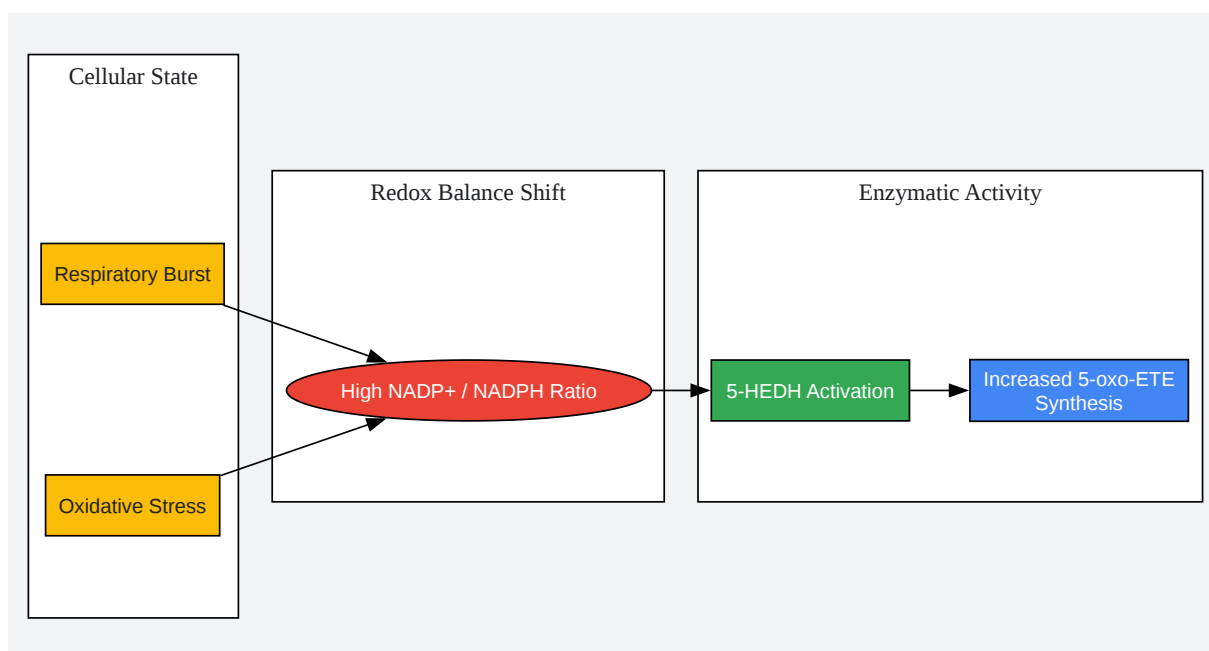 Cellular State
Respiratory Burst
Oxidative Stress
Redox Balance Shift
High NADP+ / NADPH Ratio
Enzymatic Activity
5-HEDH Activation
Increased 5-oxo-ETE
Synthesis